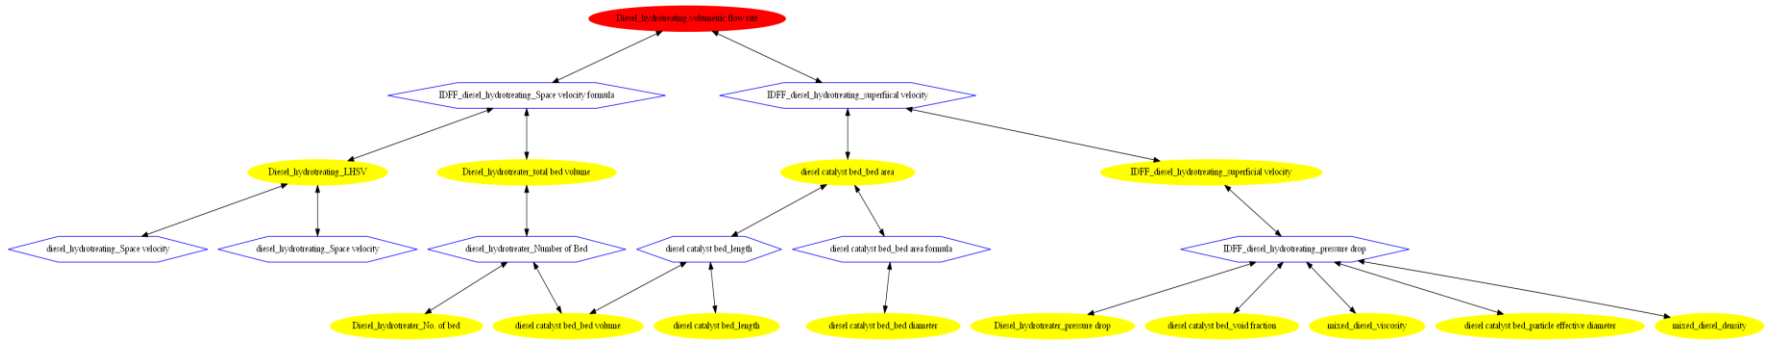 Diesel_hydrotreating.volumetric flow rate
IDFF_diesel_hydrotreating_Space velocity formula
IDFF_diesel_hydrotreating_superfiical velocity
Diesel_hydrotreating_LHSV
Diesel_hydrotreater_total bed volume
diesel catalyst bed_bed area
IDFF_diesel_hydrotreating_superficial velocity
diesel_hydrotreating_Space velocity
diesel_hydrotreating_Space velocity
diesel_hydrotreater_Number of Bed
diesel catalyst bed_length
diesel catalyst bed_bed area formula
IDFF_diesel_hydrotreating_pressure drop
Diesel_hydrotreater_No. of bed
diesel catalyst bed_bed volume
diesel catalyst bed_length
diesel catalyst bed_bed diameter
Diesel_hydrotreater_pressure drop
diesel catalyst bed_void fraction
mixed_diesel_viscosity
diesel catalyst bed_particle effective diameter
mixed_diesel_density